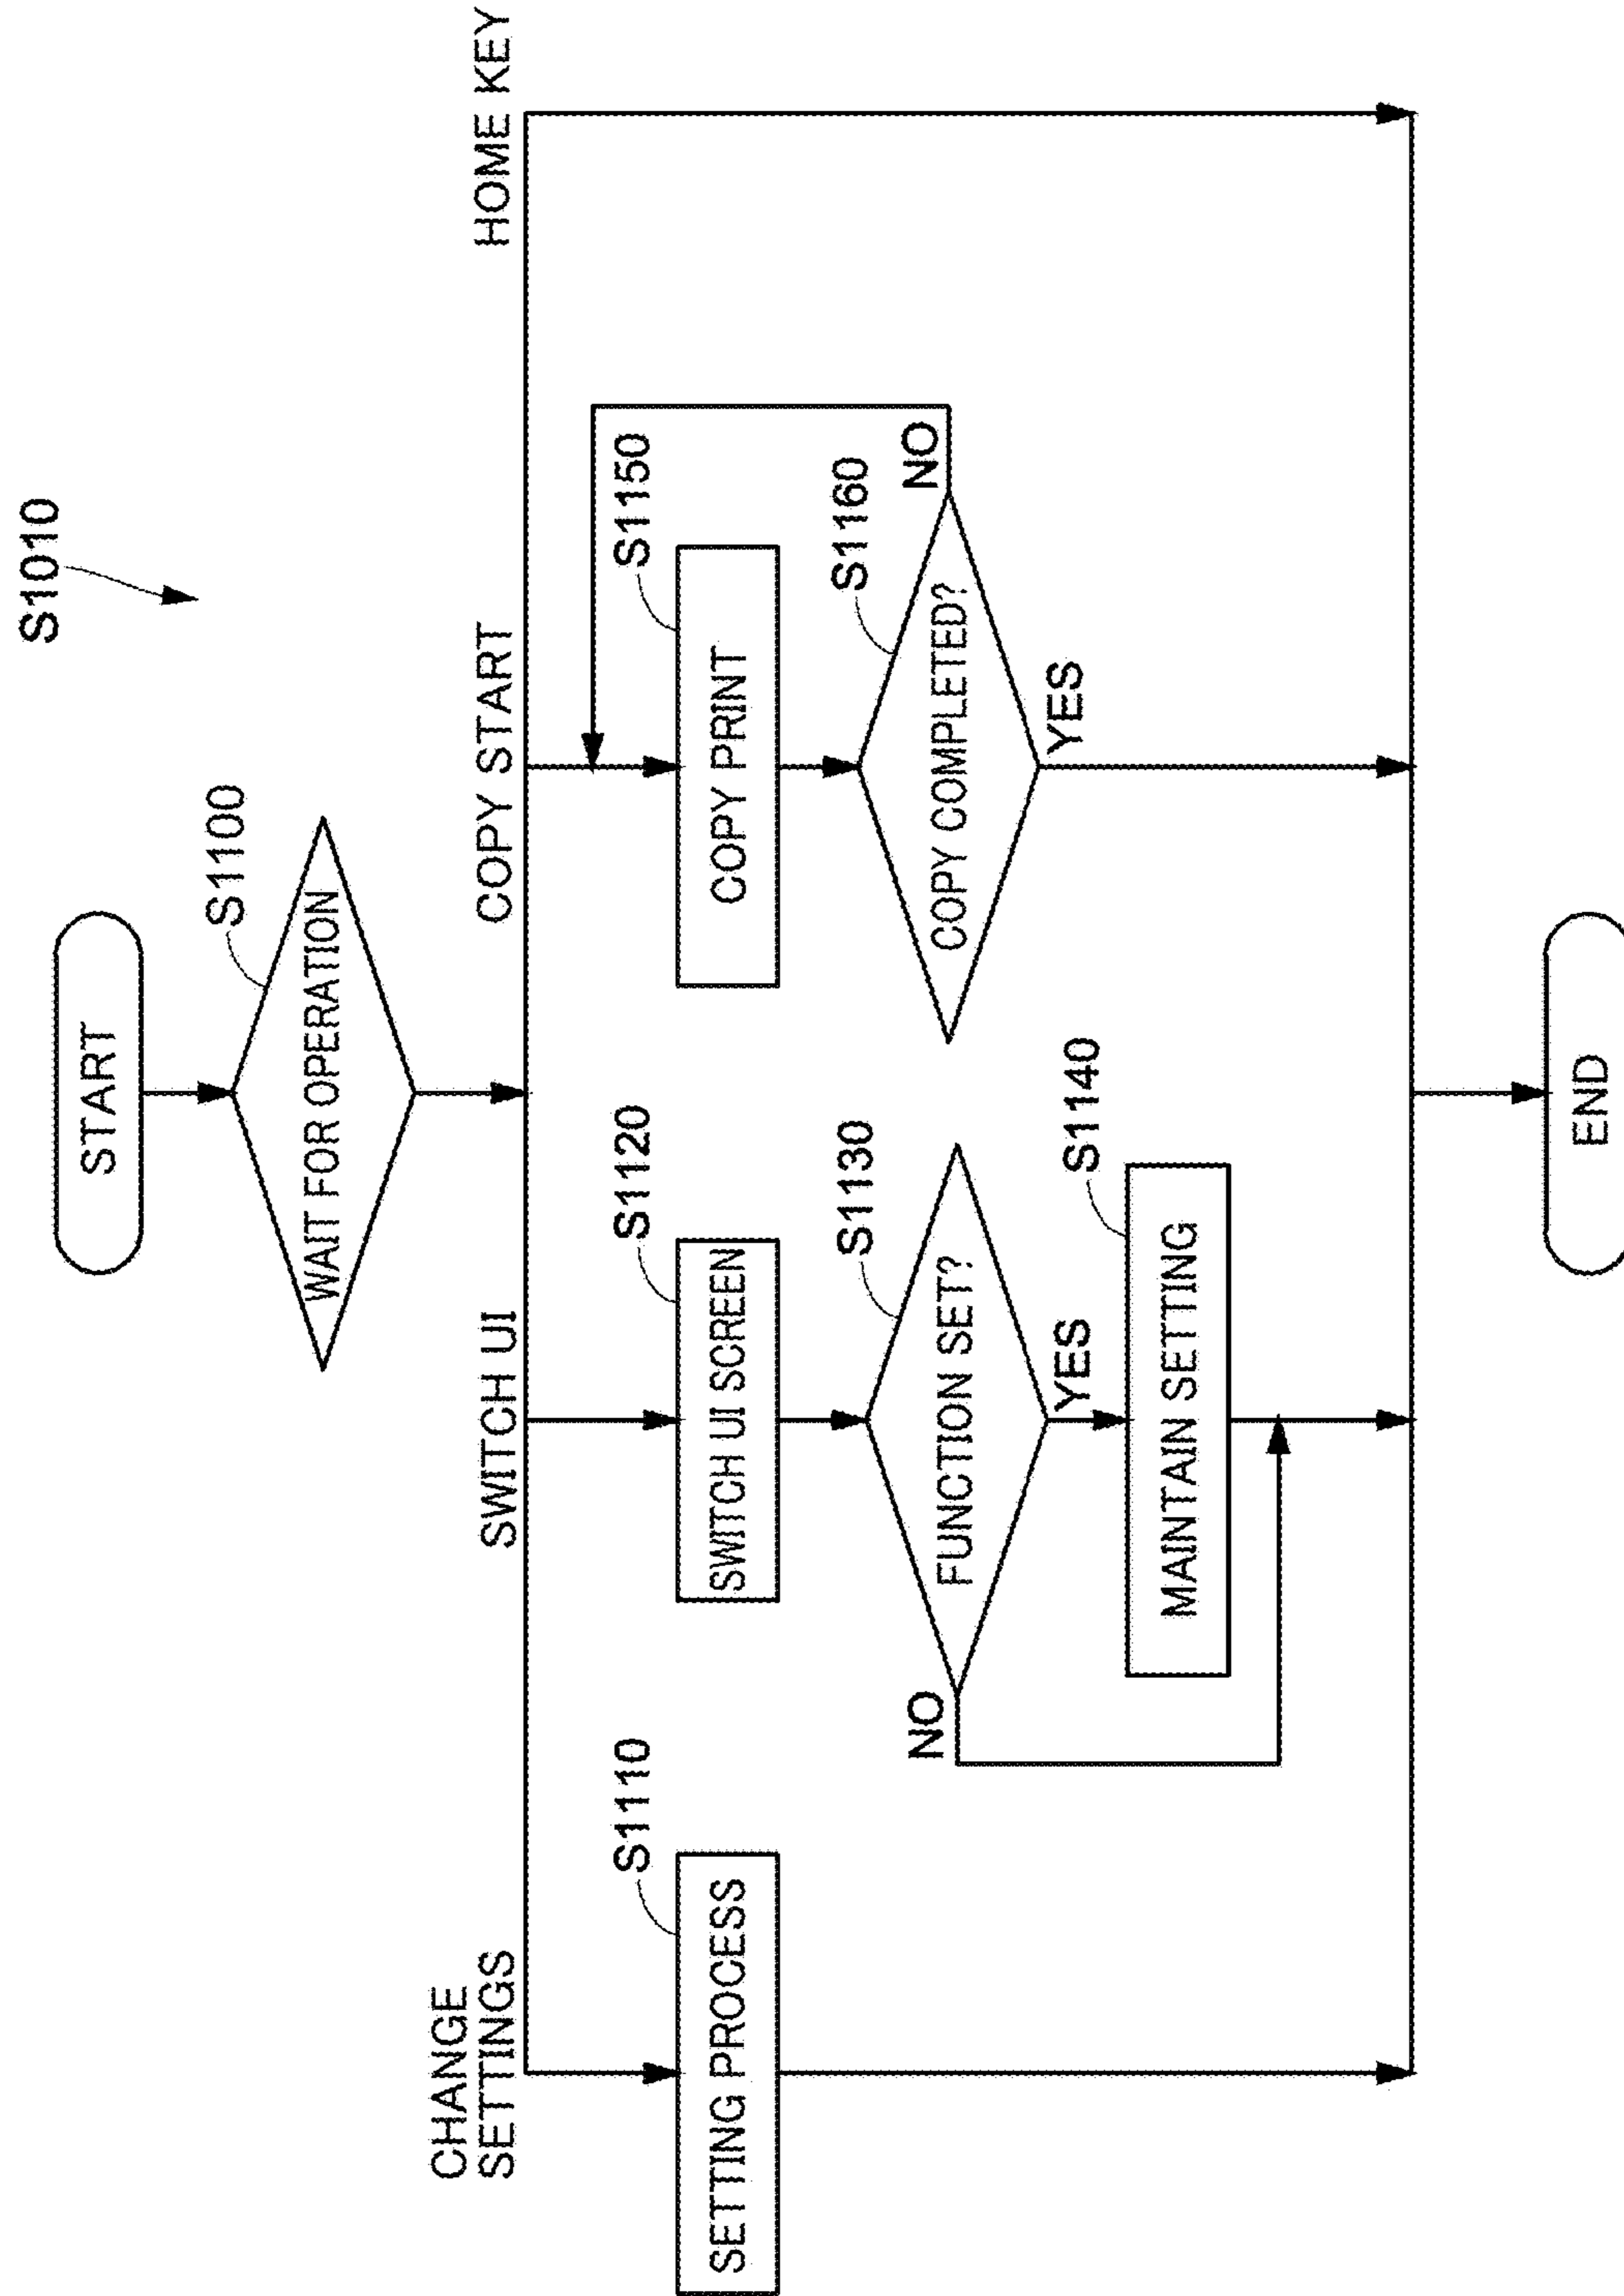 S1010
START
S1100
WAIT FOR OPERATION
CHANGE
SETTINGS
SWITCH UI
COPY START
HOME KEY
S1110
SETTING PROCESS
S1120
SWITCH UI SCREEN
S1150
COPY PRINT
S1130
FUNCTION SET?
NO
YES
S1160
COPY COMPLETED?
NO
YES
S1140
MAINTAIN SETTING
END